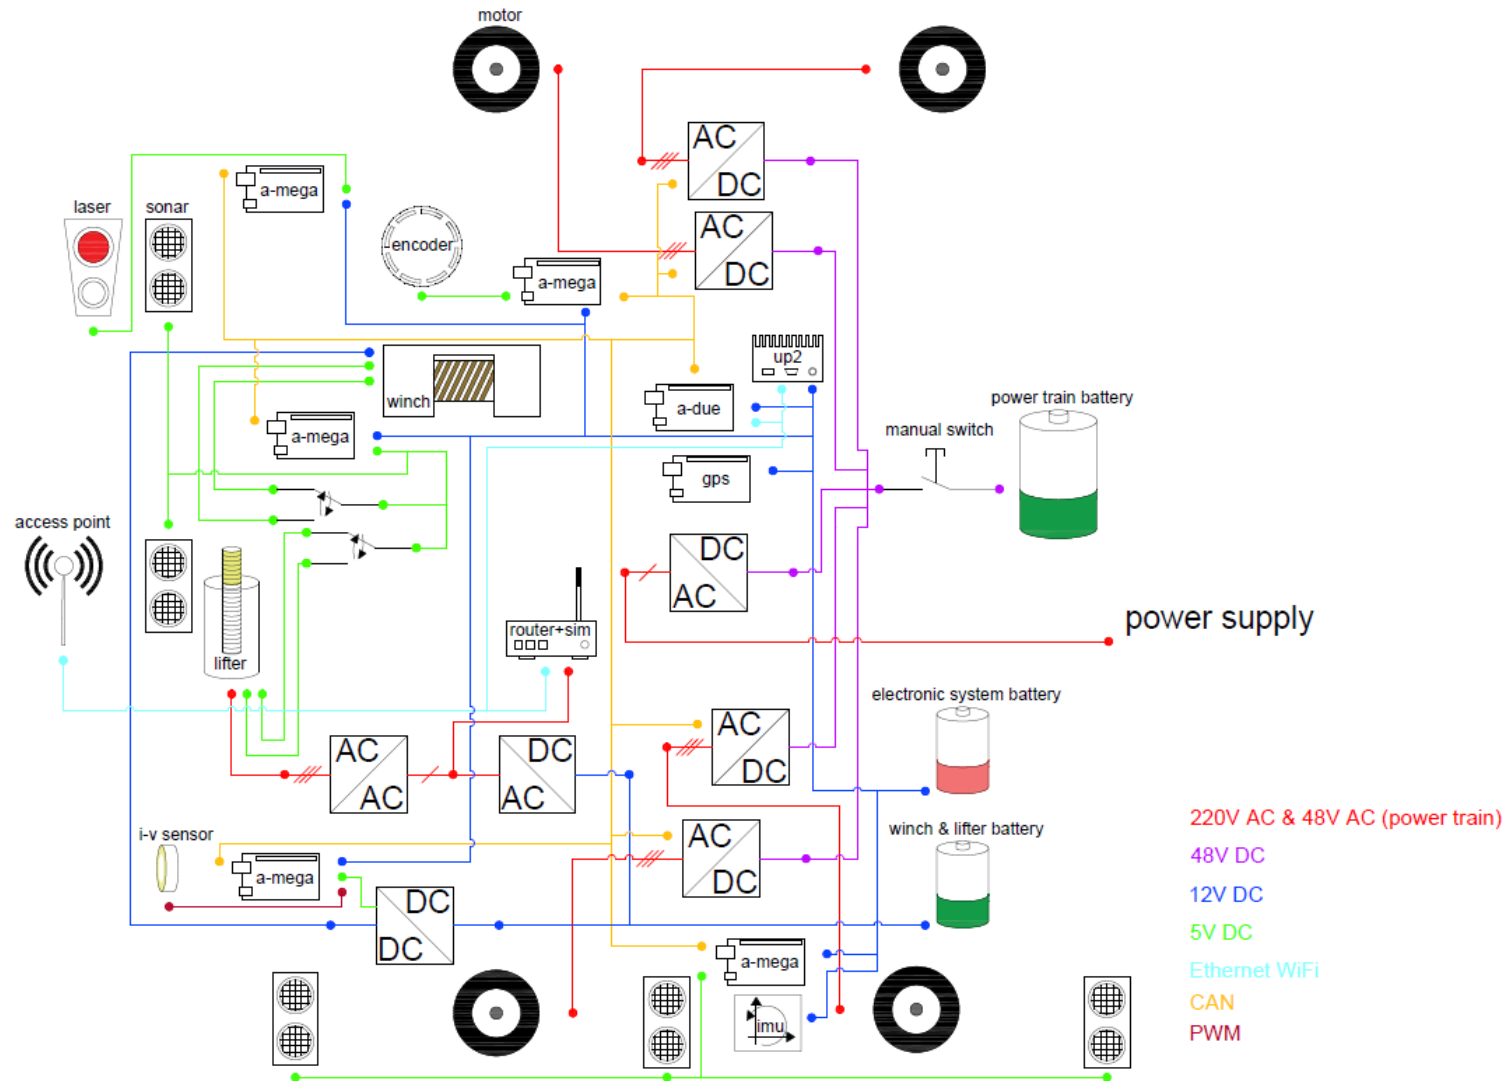 motor
AC
DC
a-mega
laser
sonar
encoder
AC
DC
a-mega
up2
winch
a-due
power train battery
a-mega
manual switch
gps
access point
DC
AC
power supply
router+sim
lifter
electronic system battery
AC
AC
DC
AC
AC
DC
i-v sensor
winch & lifter battery
220V AC & 48V AC (power train)
48V DC
12V DC
5V DC
Ethernet WiFi
CAN
PWM
AC
DC
a-mega
DC
DC
a-mega
imu